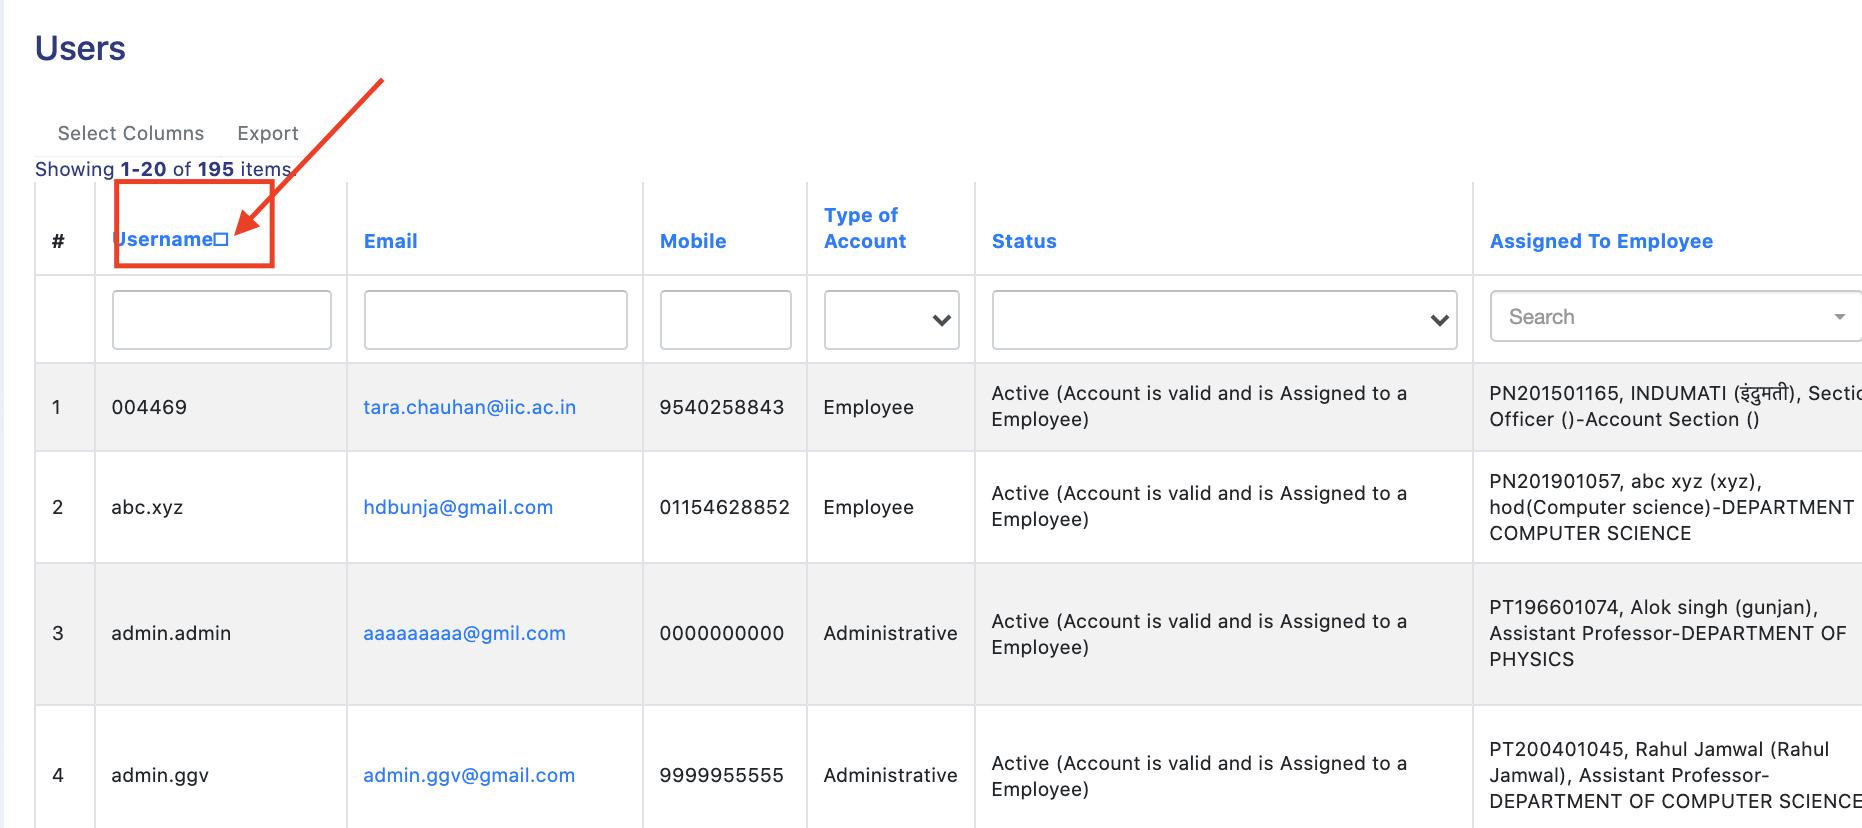 Users
Select Columns Export
Showing 1-20 of 195 items.
# Username□ Email Mobile Type of Account Status Assigned To Employee
Search
1 004469 tara.chauhan@iic.ac.in 9540258843 Employee Active (Account is valid and is Assigned to a Employee) PN201501165, INDUMATI (इंदुमती), Sectio
Officer ()-Account Section ()
2 abc.xyz hdbunja@gmail.com 01154628852 Employee Active (Account is valid and is Assigned to a Employee) PN201901057, abc xyz (xyz),
hod(Computer science)-DEPARTMENT
COMPUTER SCIENCE
3 admin.admin aaaaaaaaa@gmil.com 0000000000 Administrative Active (Account is valid and is Assigned to a Employee) PT196601074, Alok singh (gunjan),
Assistant Professor-DEPARTMENT OF
PHYSICS
4 admin.ggv admin.ggv@gmail.com 9999955555 Administrative Active (Account is valid and is Assigned to a Employee) PT200401045, Rahul Jamwal (Rahul
Jamwal), Assistant Professor-
DEPARTMENT OF COMPUTER SCIENCE